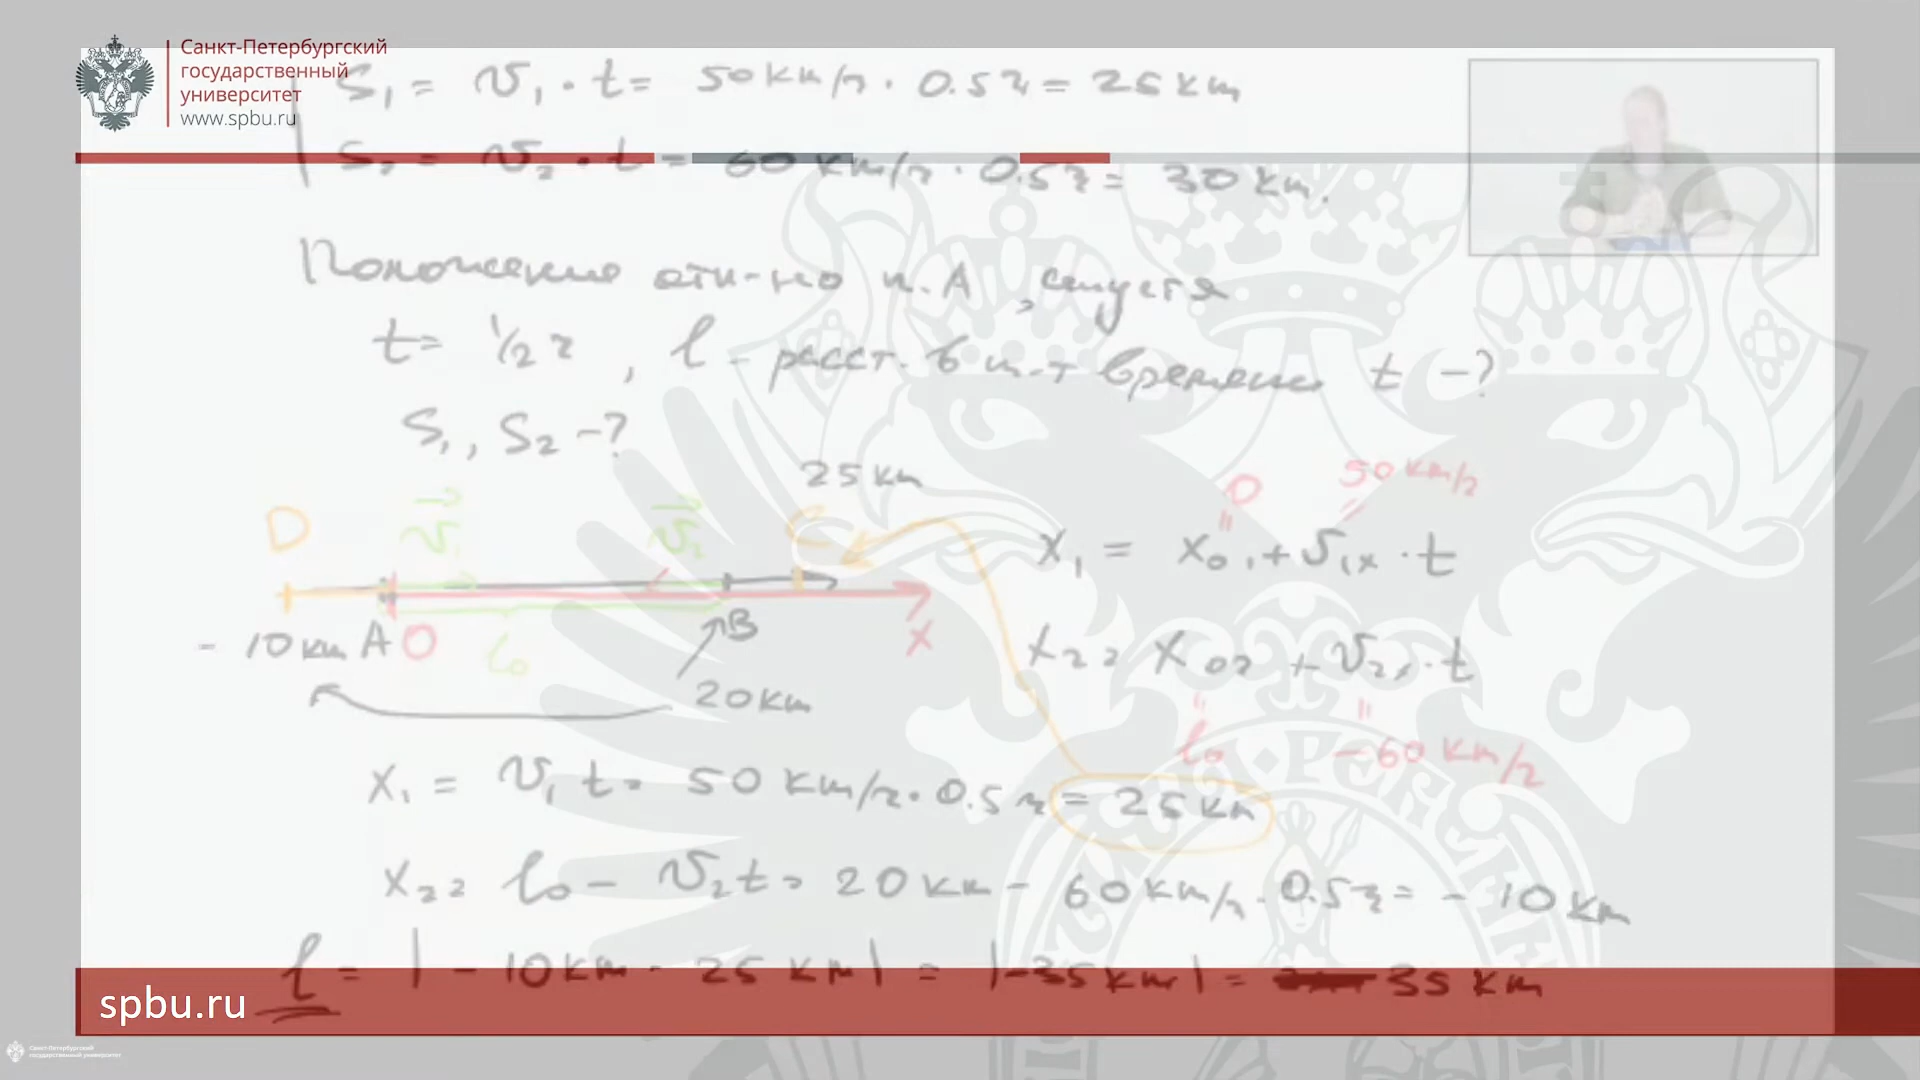 Санкт-Петербургский
государственный
университет
www.spbu.ru
S₁ = v₁ · t = 50 км/ч · 0.5 ч = 25 км
S₂ = v₂ · t = 60 км/ч · 0.5 ч = 30 км.
Положение отн-но п. А, спустя
t = 1/2 ч, l - расст. в м-т времени t -?
S₁, S₂ -?
25 км
D
C
O
50 км/ч
x₁ = x₀₁ + v₁ₓ · t
- 10 км A O
l₀
B
X
20 км
x₂ = x₀₂ + v₂ₓ · t
l₀
-60 км/ч
x₁ = v₁ t = 50 км/ч · 0.5 ч = 25 км
x₂ = l₀ - v₂t = 20 км - 60 км/ч · 0.5 ч = - 10 км
l = |- 10 км - 25 км| = |-35 км| = 35 км
spbu.ru
Санкт-Петербургский
государственный университет